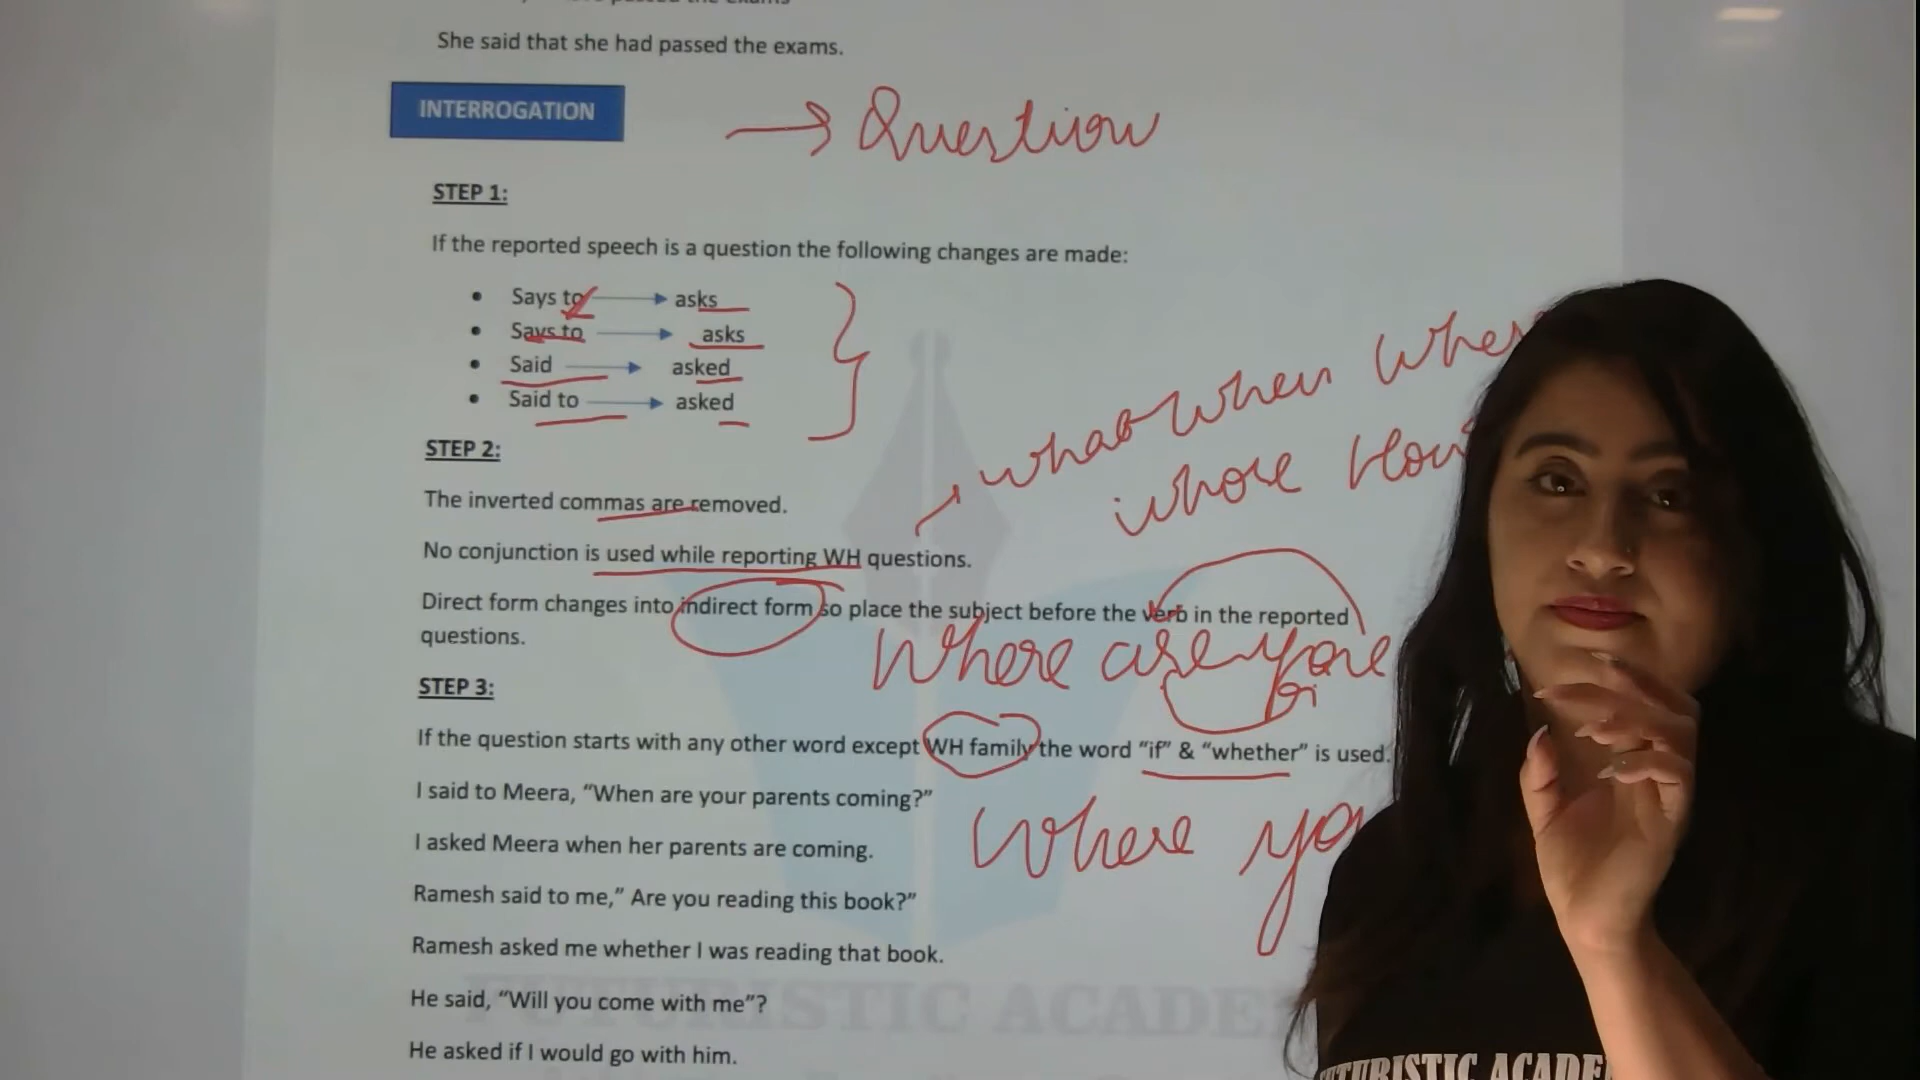 She said that she had passed the exams.
INTERROGATION → Question
STEP 1:
If the reported speech is a question the following changes are made:
• Says to → asks
• Says to → asks
• Said → asked
• Said to → asked
what when where
whose How
STEP 2:
The inverted commas are removed.
No conjunction is used while reporting WH questions.
Direct form changes into indirect form so place the subject before the verb in the reported
questions.
Where are you
STEP 3:
If the question starts with any other word except WH family the word “if” & “whether” is used.
I said to Meera, “When are your parents coming?”
Where yo
I asked Meera when her parents are coming.
Ramesh said to me,” Are you reading this book?”
Ramesh asked me whether I was reading that book.
He said, “Will you come with me”?
He asked if I would go with him.
FUTURISTIC ACADE
FUTURISTIC ACADE